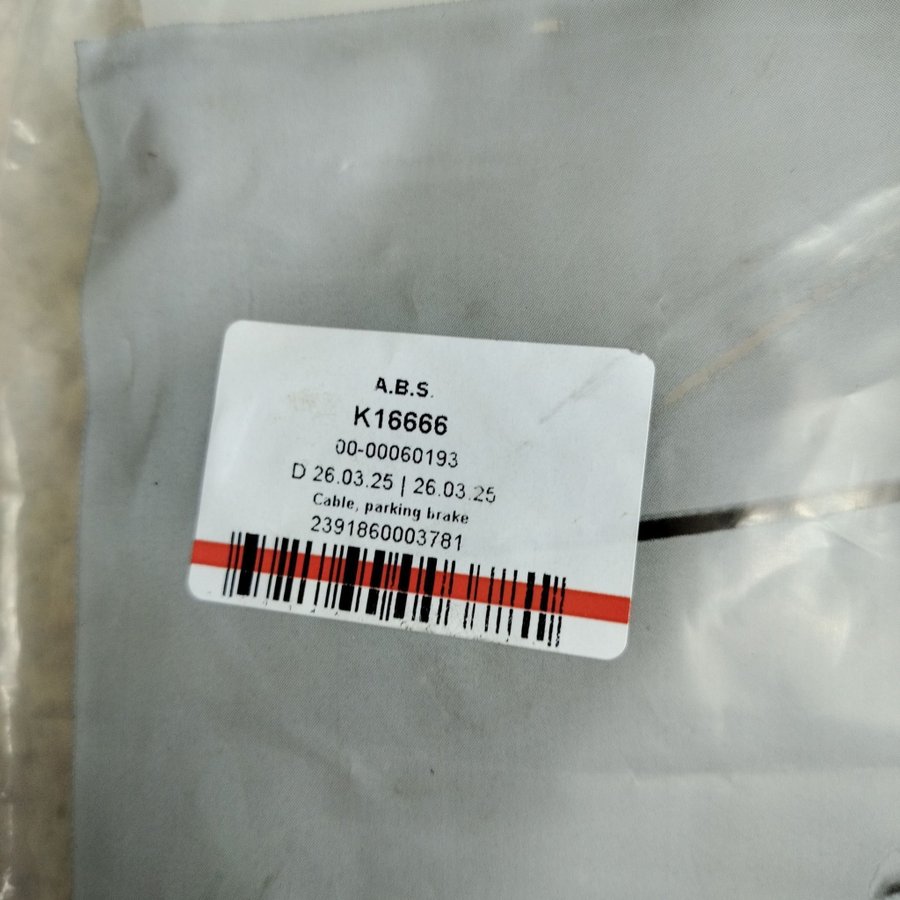 A.B.S.
K16666
00-00060193
D 26.03.25 | 26.03.25
Cable, parking brake
2391860003781